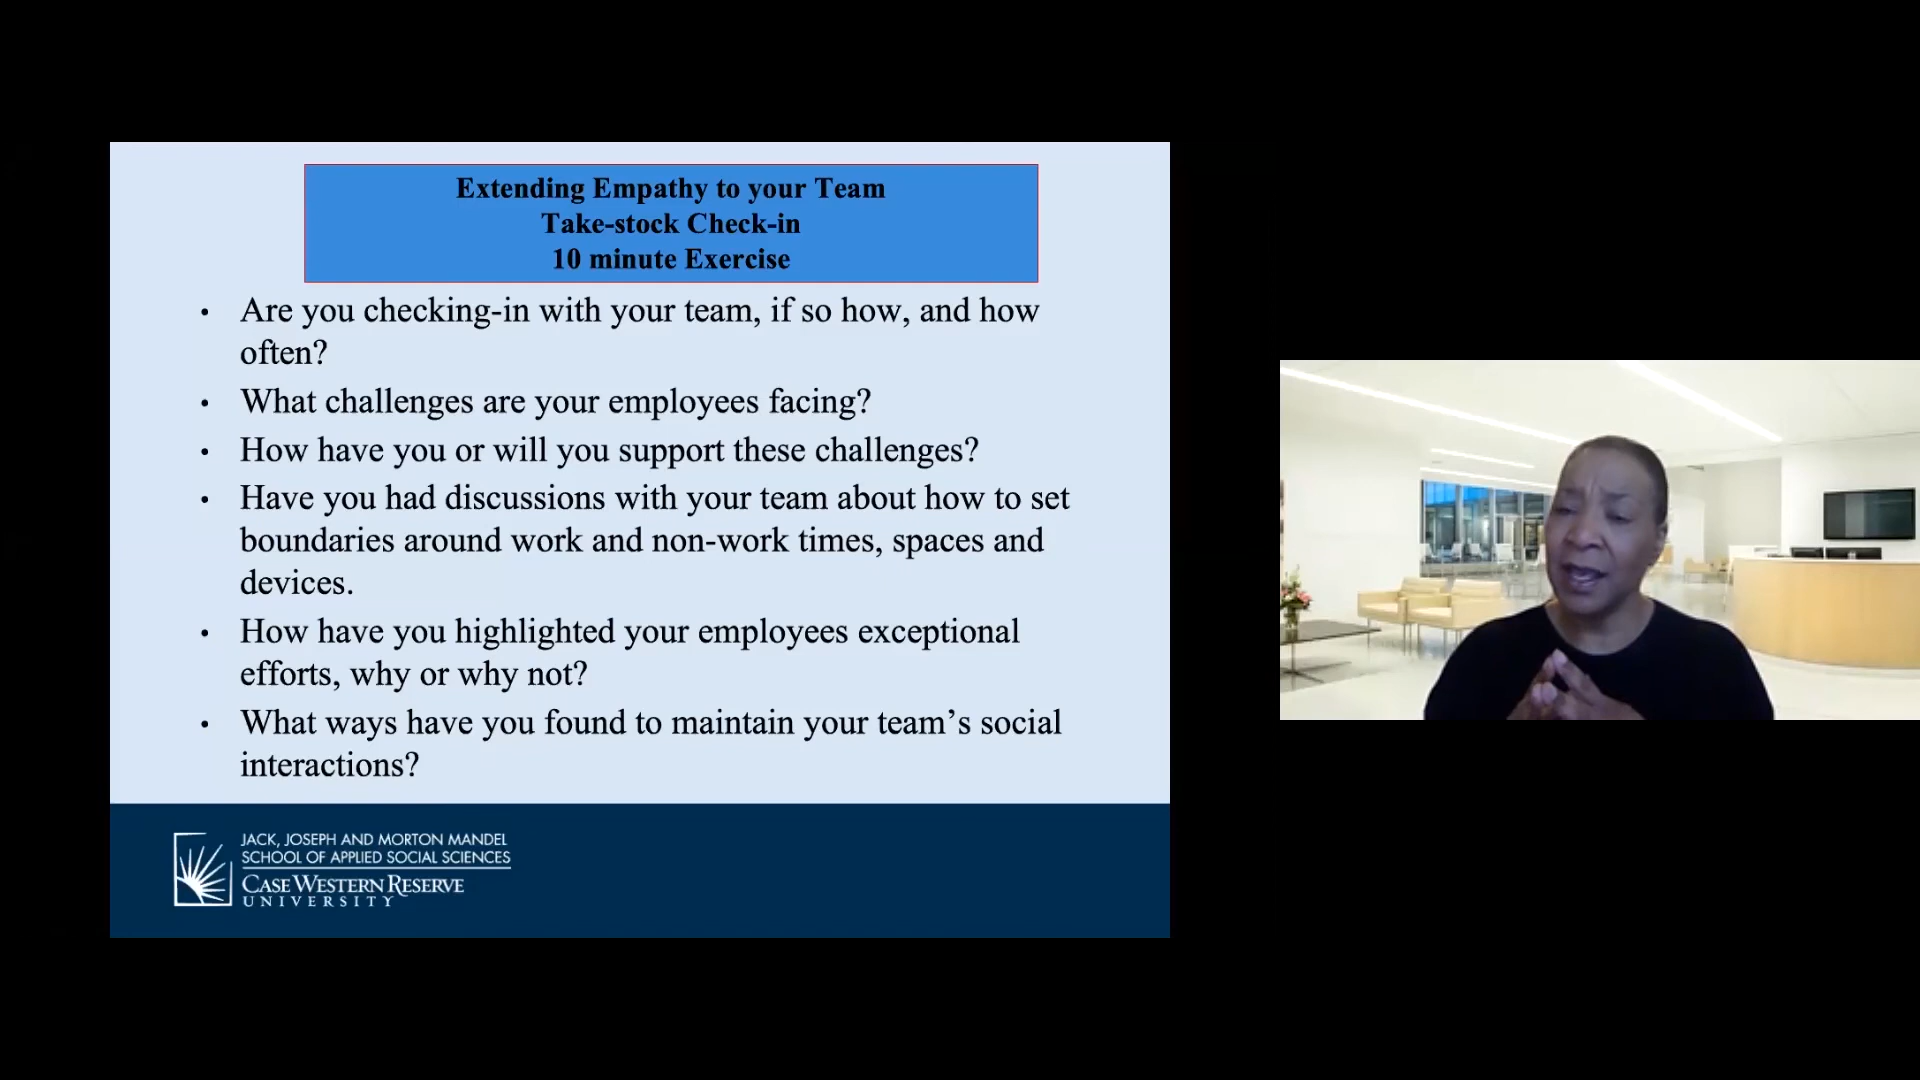 Extending Empathy to your Team
Take-stock Check-in
10 minute Exercise
• Are you checking-in with your team, if so how, and how
often?
• What challenges are your employees facing?
• How have you or will you support these challenges?
• Have you had discussions with your team about how to set
boundaries around work and non-work times, spaces and
devices.
• How have you highlighted your employees exceptional
efforts, why or why not?
• What ways have you found to maintain your team’s social
interactions?
JACK, JOSEPH AND MORTON MANDEL
SCHOOL OF APPLIED SOCIAL SCIENCES
CASE WESTERN RESERVE
UNIVERSITY